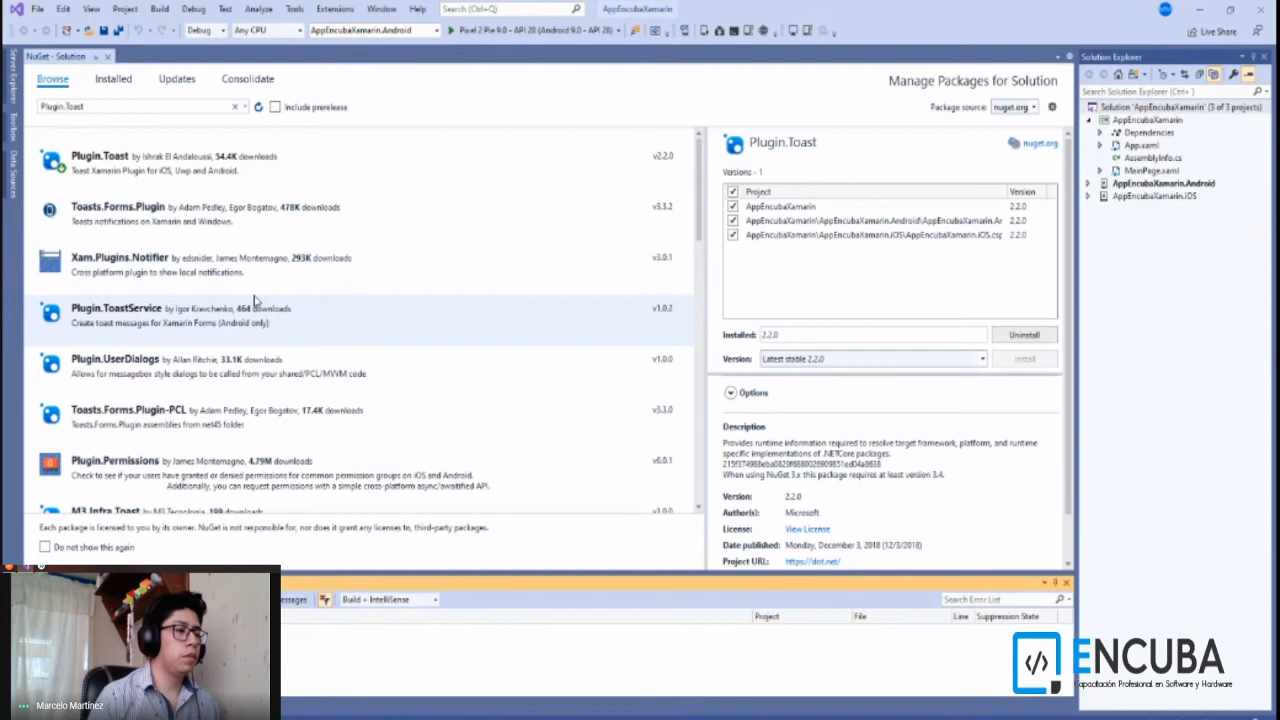 File Edit View Project Build Debug Test Analyze Tools Extensions Window Help Search (Ctrl+Q) AppEncubaXamarin
Debug Any CPU AppEncubaXamarin.Android Pixel 2 Pie 9.0 - API 28 (Android 9.0 - API 28) Live Share
Server Explorer
Toolbox
Data Sources
NuGet - Solution
Browse Installed Updates Consolidate
Manage Packages for Solution
Plugin.Toast
Include prerelease
Package source: nuget.org
Plugin.Toast by Ishrak El Andaloussi, 54.4K downloads v2.2.0
Toast Xamarin Plugin for iOS, Uwp and Android.
Toasts.Forms.Plugin by Adam Pedley, Egor Bogatov, 478K downloads v3.3.2
Toasts notifications on Xamarin and Windows.
Xam.Plugins.Notifier by edsnider, James Montemagno, 293K downloads v3.0.1
Cross platform plugin to show local notifications.
Plugin.ToastService by Igor Kravchenko, 464 downloads v1.0.2
Create toast messages for Xamarin Forms (Android only)
Plugin.UserDialogs by Allan Ritchie, 33.1K downloads v1.0.0
Allows for messagebox style dialogs to be called from your shared/PCL/MVVM code
Toasts.Forms.Plugin-PCL by Adam Pedley, Egor Bogatov, 17.4K downloads v3.3.0
Toasts.Forms.Plugin assemblies from net45 folder
Plugin.Permissions by James Montemagno, 4.79M downloads v6.0.1
Check to see if your users have granted or denied permissions for common permission groups on iOS and Android.
Additionally, you can request permissions with a simple cross-platform async/awaitified API.
M3.Infra.Toast by M3 Tecnologia, 199 downloads v1.0.0
Each package is licensed to you by its owner. NuGet is not responsible for, nor does it grant any licenses to, third-party packages.
Do not show this again
Plugin.Toast
nuget.org
Versions - 1
Project Version
AppEncubaXamarin 2.2.0
AppEncubaXamarin\AppEncubaXamarin.Android\AppEncubaXamarin.Ar 2.2.0
AppEncubaXamarin\AppEncubaXamarin.iOS\AppEncubaXamarin.iOS.csp 2.2.0
Installed: 2.2.0 Uninstall
Version: Latest stable 2.2.0 Install
Options
Description
Provides runtime information required to resolve target framework, platform, and runtime
specific implementations of .NETCore packages.
When using NuGet 3.x this package requires at least version 3.4.
Version: 2.2.0
Author(s): Microsoft
License: View License
Date published: Monday, December 3, 2018 (12/3/2018)
Project URL: https://dot.net/
Solution Explorer
Search Solution Explorer (Ctrl+)
Solution 'AppEncubaXamarin' (3 of 3 projects)
AppEncubaXamarin
Dependencies
App.xaml
AssemblyInfo.cs
MainPage.xaml
AppEncubaXamarin.Android
AppEncubaXamarin.iOS
essages Build + IntelliSense Search Error List
Project File Line Suppression State
Marcelo Martínez
ENCUBA
Capacitación Profesional en Software y Hardware